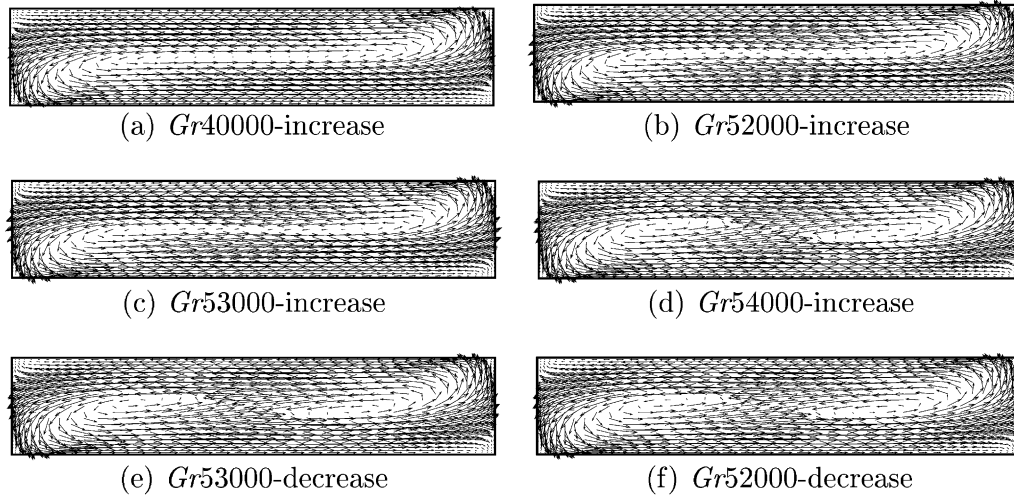 (a) Gr40000-increase
(b) Gr52000-increase
(c) Gr53000-increase
(d) Gr54000-increase
(e) Gr53000-decrease
(f) Gr52000-decrease